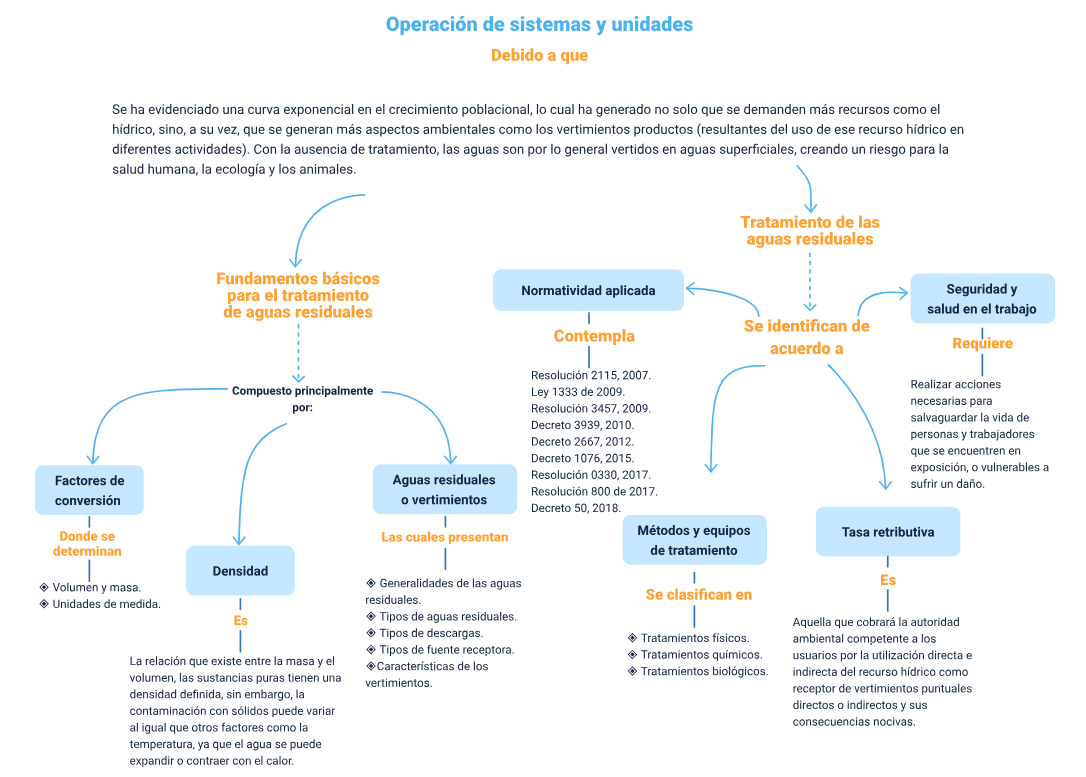 Operación de sistemas y unidades
Debido a que
Se ha evidenciado una curva exponencial en el crecimiento poblacional, lo cual ha generado no solo que se demanden más recursos como el
hídrico, sino, a su vez, que se generan más aspectos ambientales como los vertimientos productos (resultantes del uso de ese recurso hídrico en
diferentes actividades). Con la ausencia de tratamiento, las aguas son por lo general vertidos en aguas superficiales, creando un riesgo para la
salud humana, la ecología y los animales.
Fundamentos básicos
para el tratamiento
de aguas residuales
Compuesto principalmente
por:
Factores de
conversión
Donde se
determinan
◈ Volumen y masa.
◈ Unidades de medida.
Densidad
Es
La relación que existe entre la masa y el
volumen, las sustancias puras tienen una
densidad definida, sin embargo, la
contaminación con sólidos puede variar
al igual que otros factores como la
temperatura, ya que el agua se puede
expandir o contraer con el calor.
Aguas residuales
o vertimientos
Las cuales presentan
◈ Generalidades de las aguas
residuales.
◈ Tipos de aguas residuales.
◈ Tipos de descargas.
◈ Tipos de fuente receptora.
◈Características de los
vertimientos.
Tratamiento de las
aguas residuales
Se identifican de
acuerdo a
Normatividad aplicada
Contempla
Resolución 2115, 2007.
Ley 1333 de 2009.
Resolución 3457, 2009.
Decreto 3939, 2010.
Decreto 2667, 2012.
Decreto 1076, 2015.
Resolución 0330, 2017.
Resolución 800 de 2017.
Decreto 50, 2018.
Métodos y equipos
de tratamiento
Se clasifican en
◈ Tratamientos físicos.
◈ Tratamientos químicos.
◈ Tratamientos biológicos.
Tasa retributiva
Es
Aquella que cobrará la autoridad
ambiental competente a los
usuarios por la utilización directa e
indirecta del recurso hídrico como
receptor de vertimientos puntuales
directos o indirectos y sus
consecuencias nocivas.
Seguridad y
salud en el trabajo
Requiere
Realizar acciones
necesarias para
salvaguardar la vida de
personas y trabajadores
que se encuentren en
exposición, o vulnerables a
sufrir un daño.